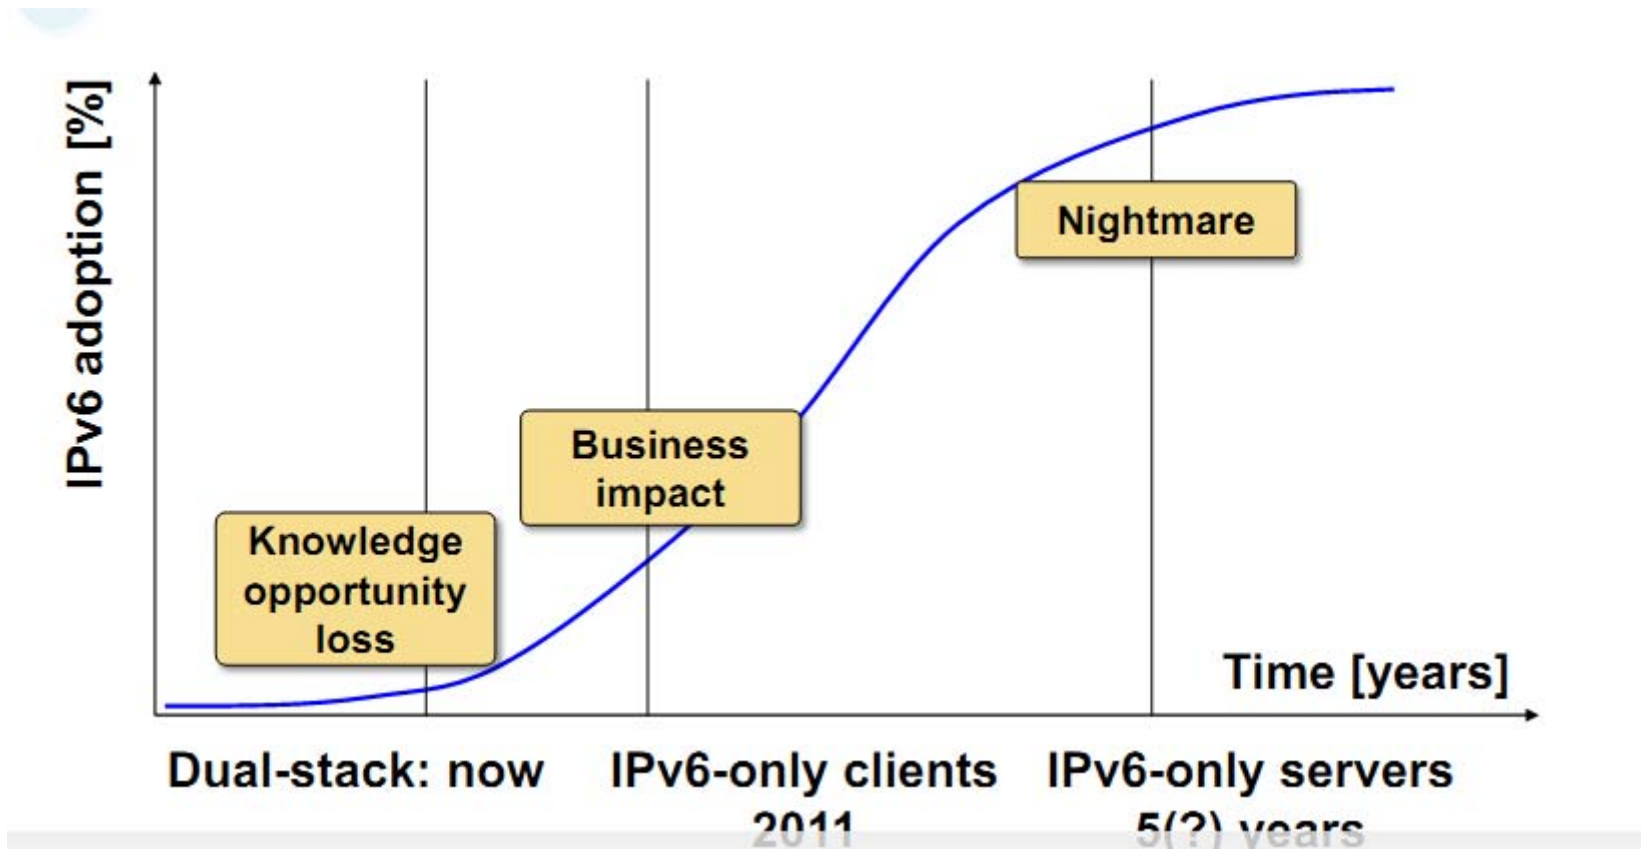 IPv6 adoption [%]
Nightmare
Business
impact
Knowledge
opportunity
loss
Time [years]
Dual-stack: now
IPv6-only clients
2011
IPv6-only servers
5(?) years